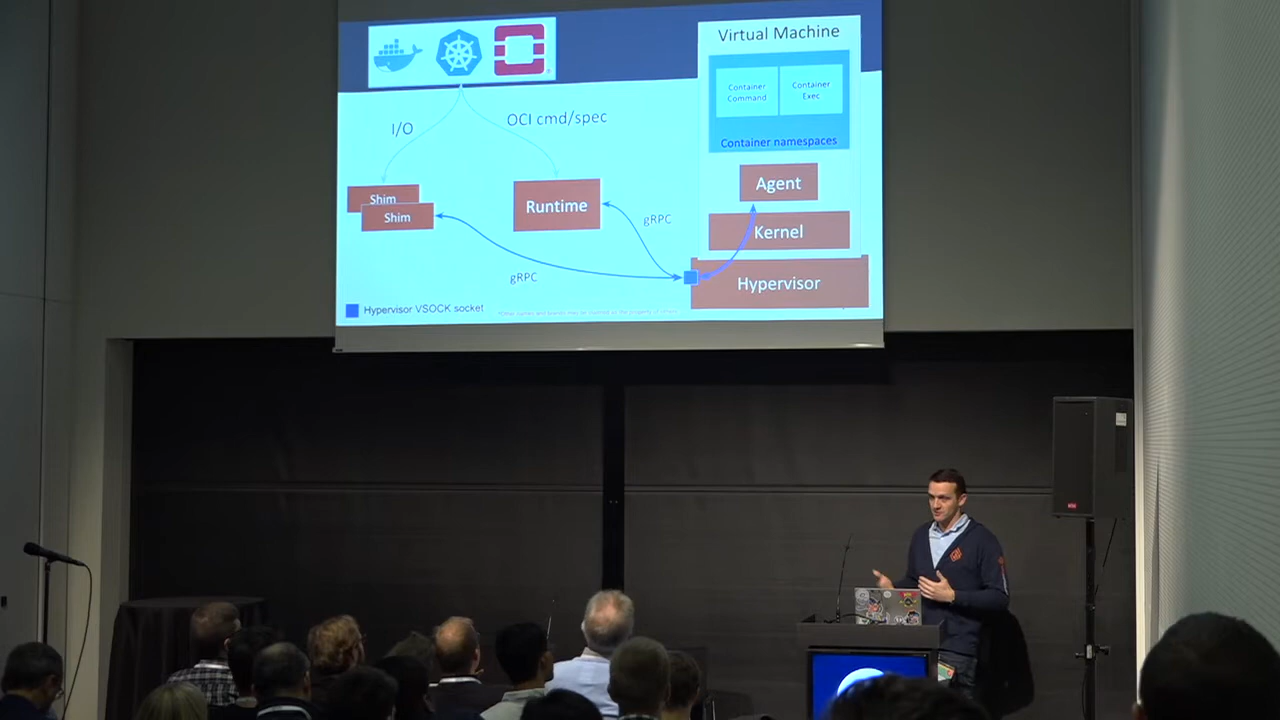 Virtual Machine
Container
Command
Container
Exec
Container namespaces
I/O
OCI cmd/spec
Shim
Shim
Runtime
Agent
gRPC
Kernel
gRPC
Hypervisor
Hypervisor VSOCK socket